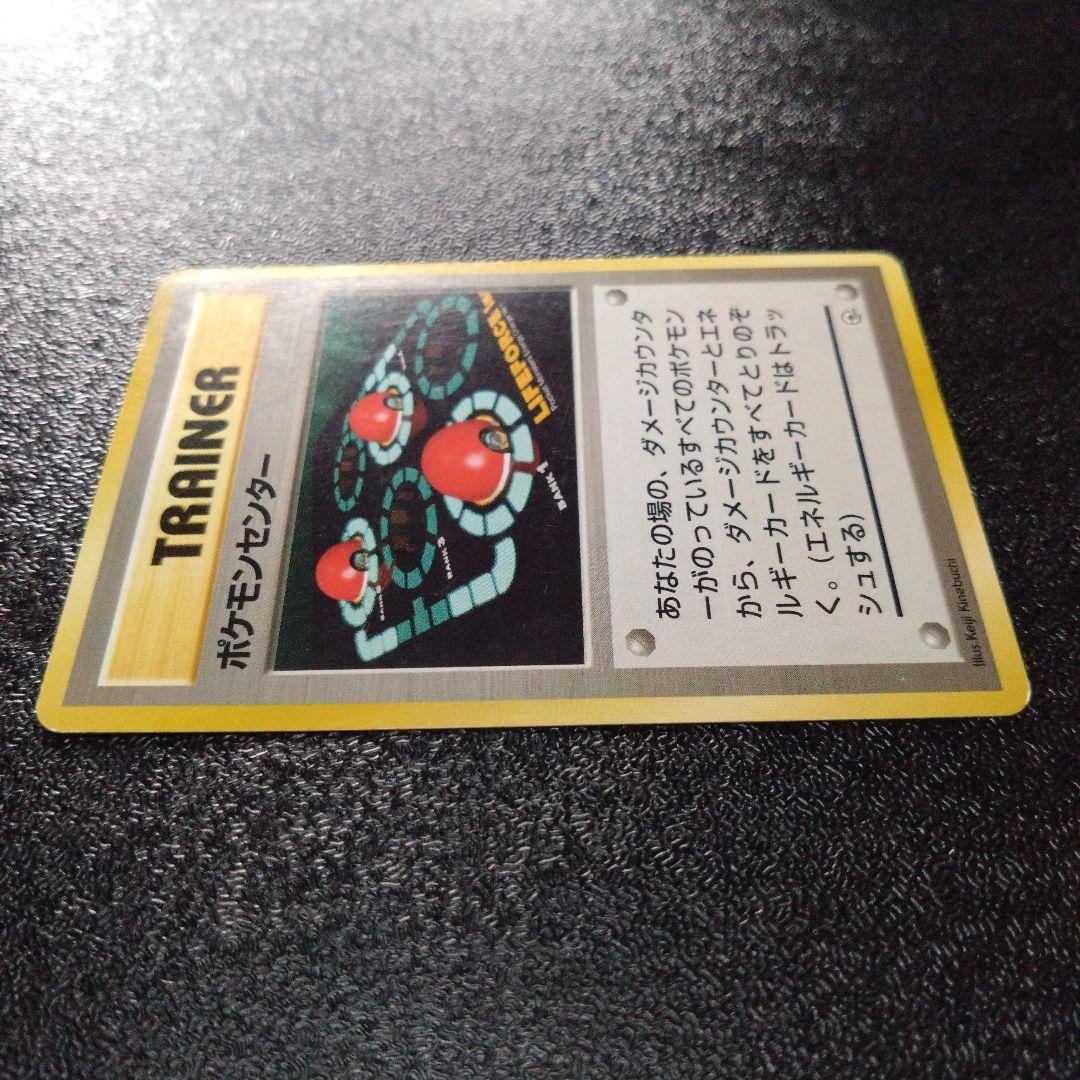 TRAINER
ポケモンセンター
LIFEFORCE
BANK 1
あなたの場の、ダメージカウンタ
ーがのっているすべてのポケモン
から、ダメージカウンターとエネ
ルギーカードをすべてとりのぞ
く。(エネルギーカードはトラッ
シュする)
Illus. Keiji Kinebuchi